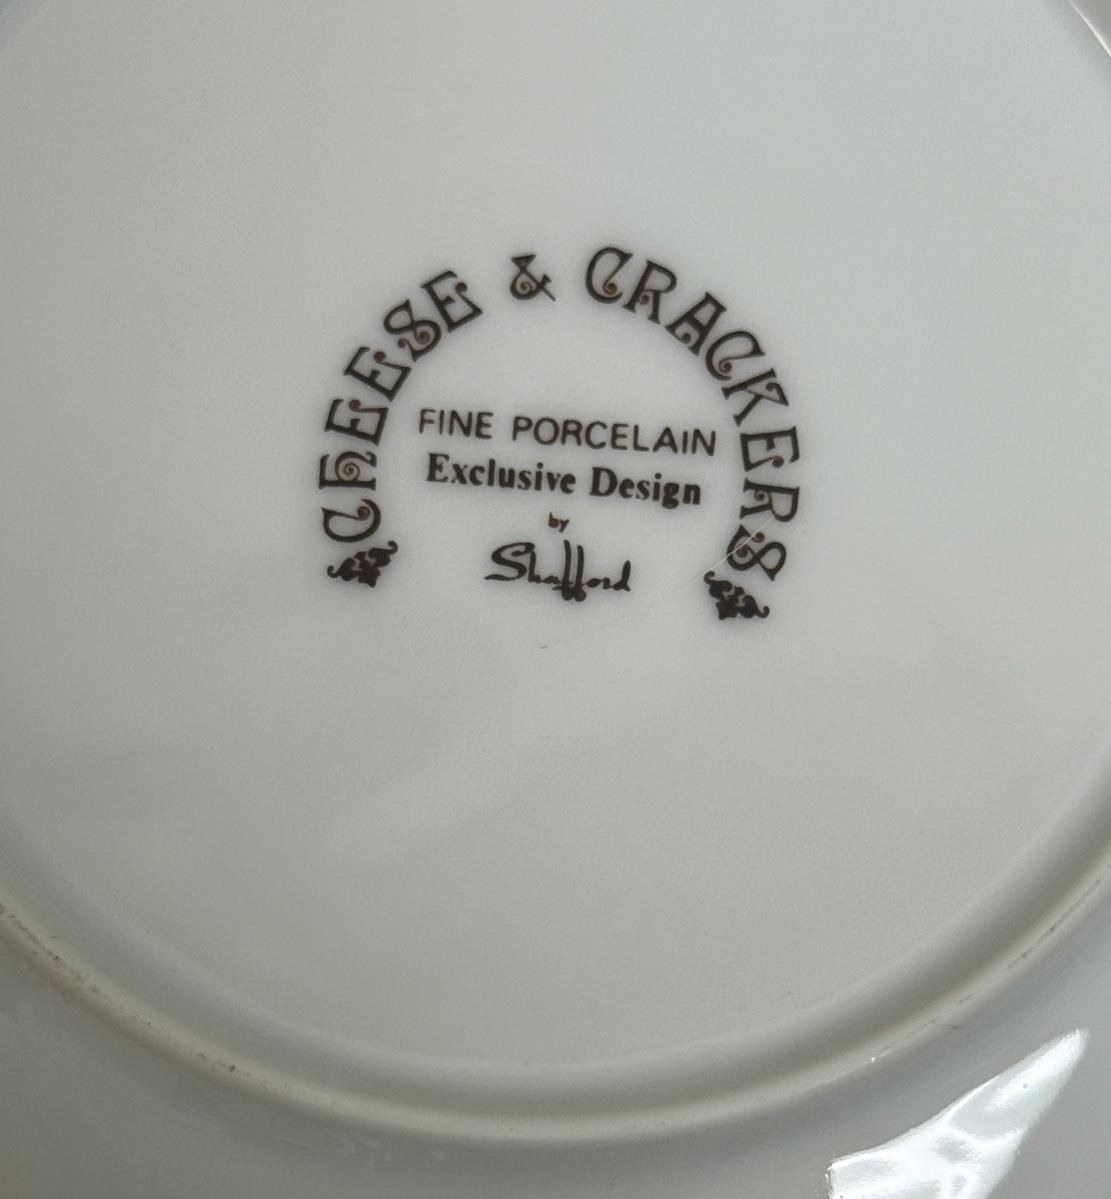 CHEESE & CRACKERS
FINE PORCELAIN
Exclusive Design
by
Shafford